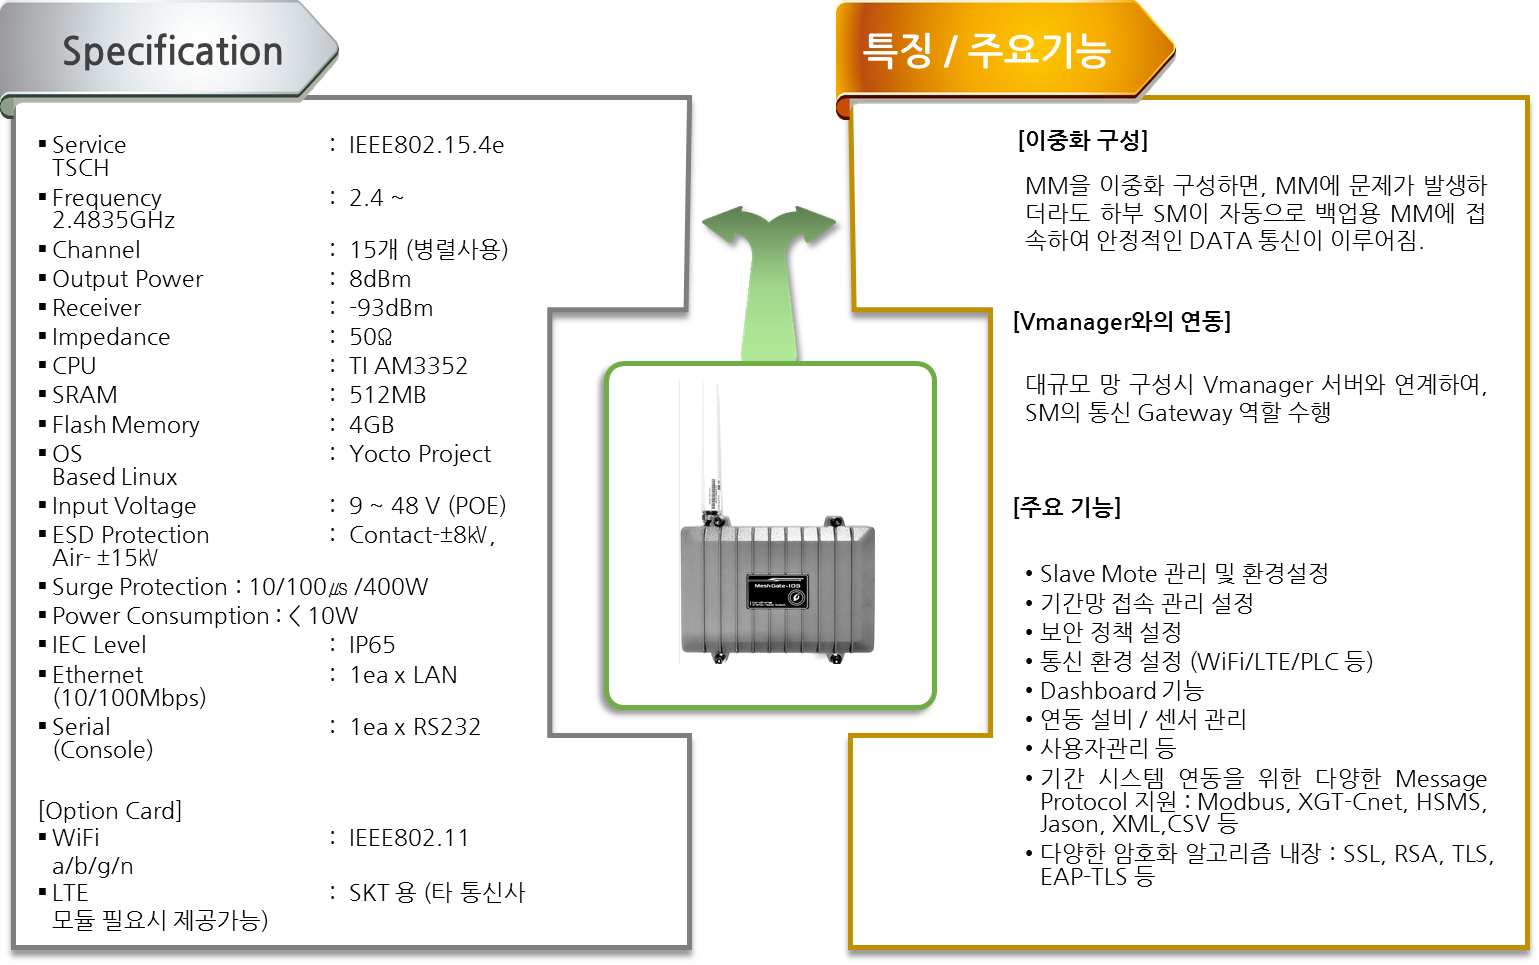 Specification
▪ Service : IEEE802.15.4e
TSCH
▪ Frequency : 2.4 ~
2.4835GHz
▪ Channel : 15개 (병렬사용)
▪ Output Power : 8dBm
▪ Receiver : -93dBm
▪ Impedance : 50Ω
▪ CPU : TI AM3352
▪ SRAM : 512MB
▪ Flash Memory : 4GB
▪ OS : Yocto Project
Based Linux
▪ Input Voltage : 9 ~ 48 V (POE)
▪ ESD Protection : Contact-±8㎸,
Air- ±15㎸
▪ Surge Protection : 10/100㎲ /400W
▪ Power Consumption : < 10W
▪ IEC Level : IP65
▪ Ethernet : 1ea x LAN
(10/100Mbps)
▪ Serial : 1ea x RS232
(Console)
[Option Card]
▪ WiFi : IEEE802.11
a/b/g/n
▪ LTE : SKT 용 (타 통신사
모듈 필요시 제공가능)
MeshGate-10S
특징 / 주요기능
[이중화 구성]
MM을 이중화 구성하면, MM에 문제가 발생하
더라도 하부 SM이 자동으로 백업용 MM에 접
속하여 안정적인 DATA 통신이 이루어짐.
[Vmanager와의 연동]
대규모 망 구성시 Vmanager 서버와 연계하여,
SM의 통신 Gateway 역할 수행
[주요 기능]
• Slave Mote 관리 및 환경설정
• 기간망 접속 관리 설정
• 보안 정책 설정
• 통신 환경 설정 (WiFi/LTE/PLC 등)
• Dashboard 기능
• 연동 설비 / 센서 관리
• 사용자관리 등
• 기간 시스템 연동을 위한 다양한 Message
Protocol 지원 : Modbus, XGT-Cnet, HSMS,
Jason, XML,CSV 등
• 다양한 암호화 알고리즘 내장 : SSL, RSA, TLS,
EAP-TLS 등